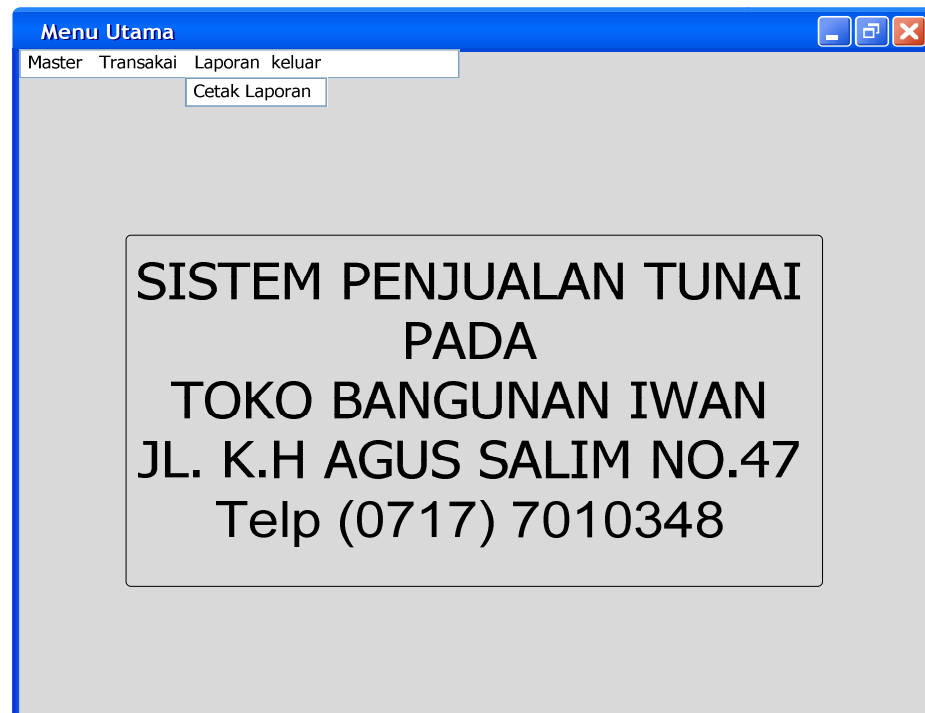 Menu Utama
Master Transakai Laporan keluar
Cetak Laporan
SISTEM PENJUALAN TUNAI
PADA
TOKO BANGUNAN IWAN
JL. K.H AGUS SALIM NO.47
Telp (0717) 7010348